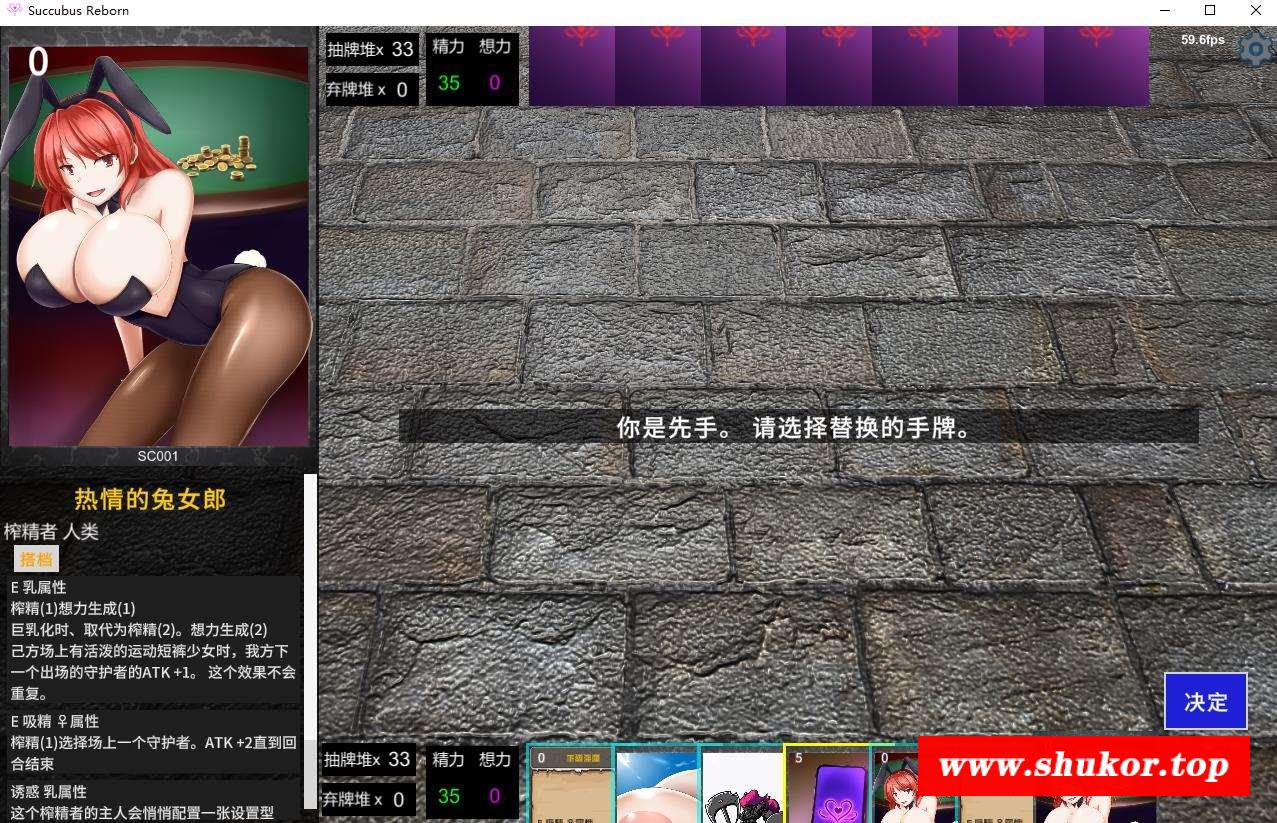 Succubus Reborn
0
抽牌堆x 33
弃牌堆 x 0
精力 想力
35 0
59.6fps
SC001
热情的兔女郎
榨精者 人类
搭档
E 乳属性
榨精(1)想力生成(1)
巨乳化时、取代为榨精(2)。想力生成(2)
己方场上有活泼的运动短裤少女时，我方下
一个出场的守护者的ATK +1。 这个效果不会
重复。
E 吸精 ♀属性
榨精(1)选择场上一个守护者。ATK +2直到回
合结束
诱惑 乳属性
这个榨精者的主人会悄悄配置一张设置型
你是先手。 请选择替换的手牌。
决定
抽牌堆x 33
弃牌堆 x 0
精力 想力
35 0
0
5
0
www.shukor.top